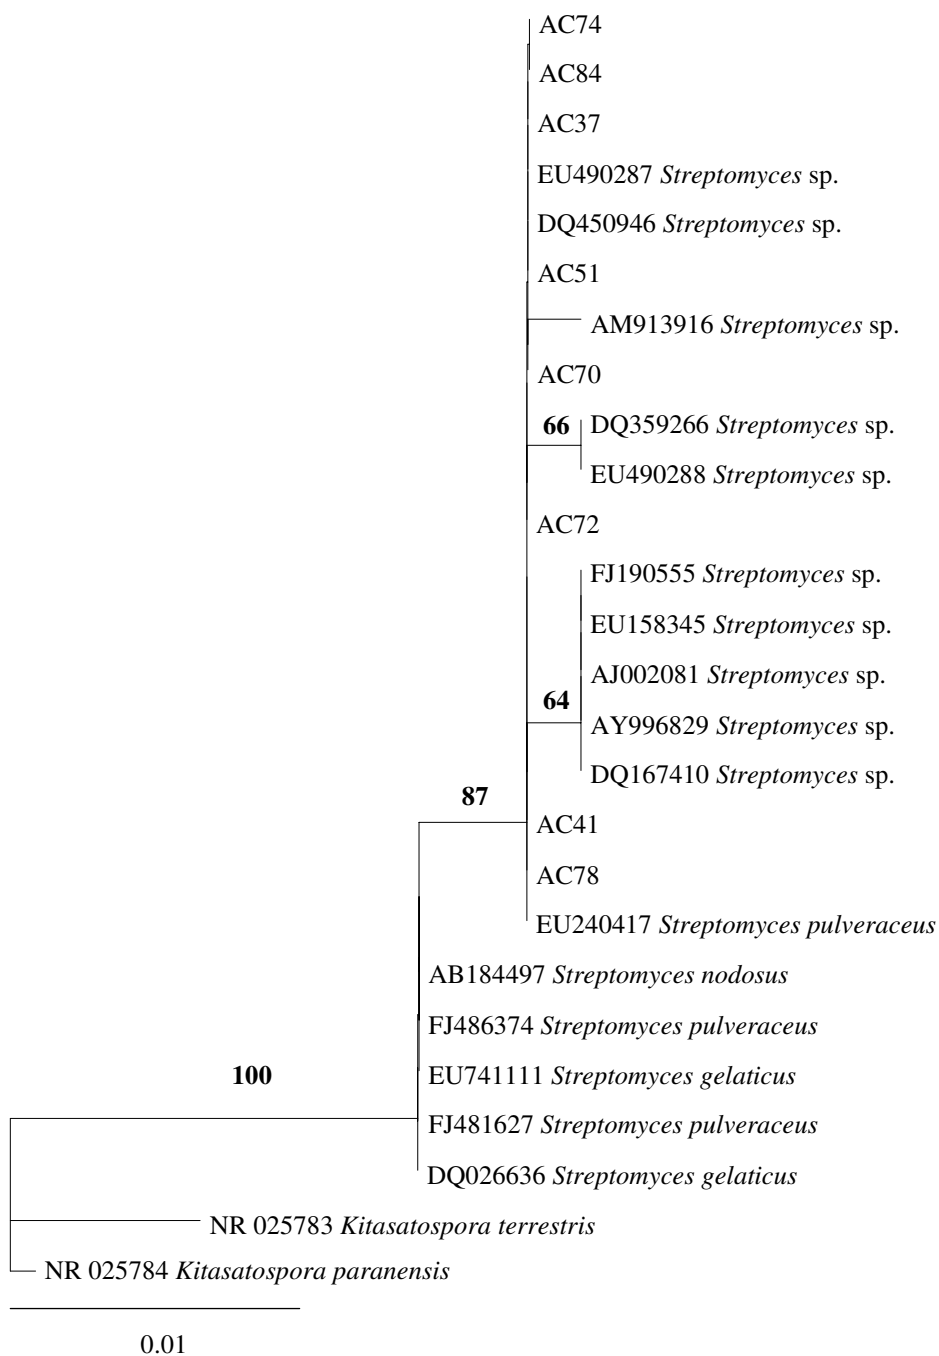 AC74
AC84
AC37
EU490287 Streptomyces sp.
DQ450946 Streptomyces sp.
AC51
AM913916 Streptomyces sp.
AC70
66 DQ359266 Streptomyces sp.
EU490288 Streptomyces sp.
AC72
FJ190555 Streptomyces sp.
EU158345 Streptomyces sp.
AJ002081 Streptomyces sp.
64
AY996829 Streptomyces sp.
DQ167410 Streptomyces sp.
87
AC41
AC78
EU240417 Streptomyces pulveraceus
AB184497 Streptomyces nodosus
FJ486374 Streptomyces pulveraceus
100 EU741111 Streptomyces gelaticus
FJ481627 Streptomyces pulveraceus
DQ026636 Streptomyces gelaticus
NR 025783 Kitasatospora terrestris
NR 025784 Kitasatospora paranensis
0.01